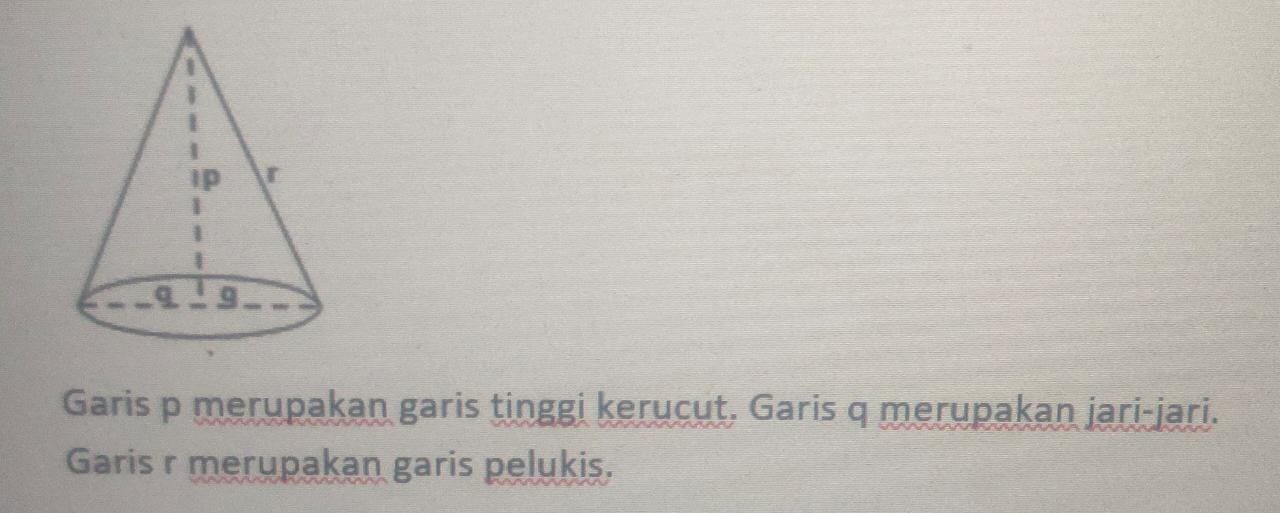 p r
q g
Garis p merupakan garis tinggi kerucut. Garis q merupakan jari-jari.
Garis r merupakan garis pelukis.